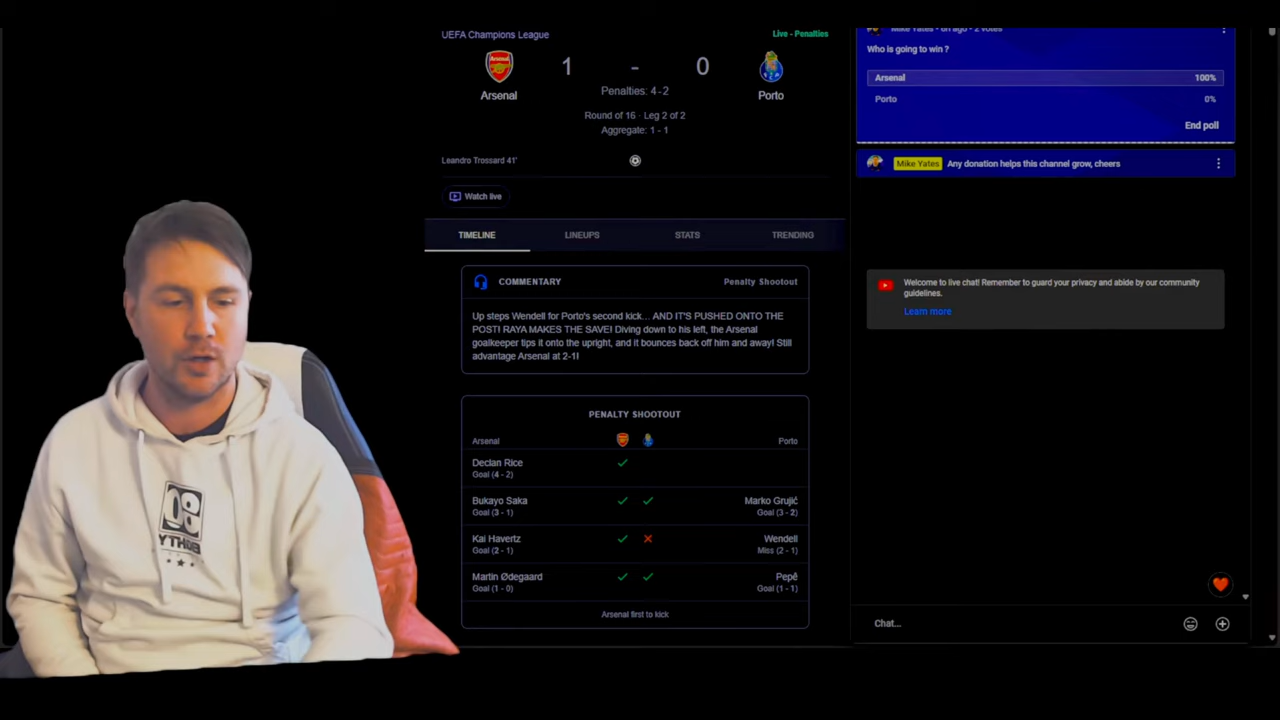 UEFA Champions League
Live - Penalties
1 - 0
Arsenal
Porto
Penalties: 4 - 2
Round of 16 · Leg 2 of 2
Aggregate: 1 - 1
Leandro Trossard 41'
Watch live
TIMELINE LINEUPS STATS TRENDING
COMMENTARY
Penalty Shootout
Up steps Wendell for Porto's second kick... AND IT'S PUSHED ONTO THE
POST! RAYA MAKES THE SAVE! Diving down to his left, the Arsenal
goalkeeper tips it onto the upright, and it bounces back off him and away! Still
advantage Arsenal at 2-1!
PENALTY SHOOTOUT
Arsenal Porto
Declan Rice
Goal (4 - 2)
Bukayo Saka Marko Grujić
Goal (3 - 1) Goal (3 - 2)
Kai Havertz Wendell
Goal (2 - 1) Miss (2 - 1)
Martin Ødegaard Pepê
Goal (1 - 0) Goal (1 - 1)
Arsenal first to kick
Mike Yates • 6h ago • 2 votes
Who is going to win ?
Arsenal 100%
Porto 0%
End poll
Mike Yates Any donation helps this channel grow, cheers
Welcome to live chat! Remember to guard your privacy and abide by our community
guidelines.
Learn more
Chat...